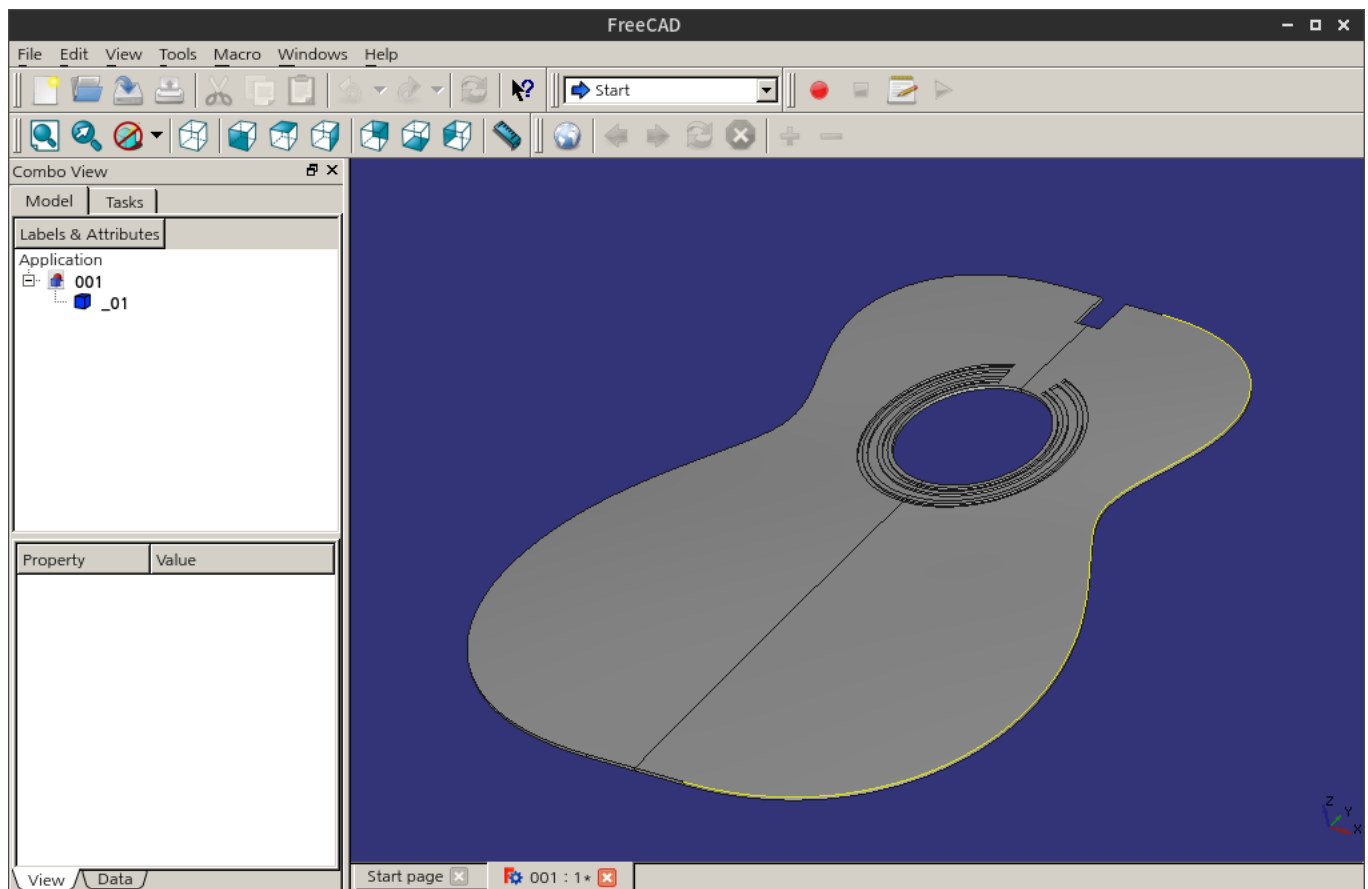 FreeCAD
File Edit View Tools Macro Windows Help
Start
Combo View
Model Tasks
Labels & Attributes
Application
001
_01
Property Value
Z
Y
X
View Data
Start page 001 : 1*